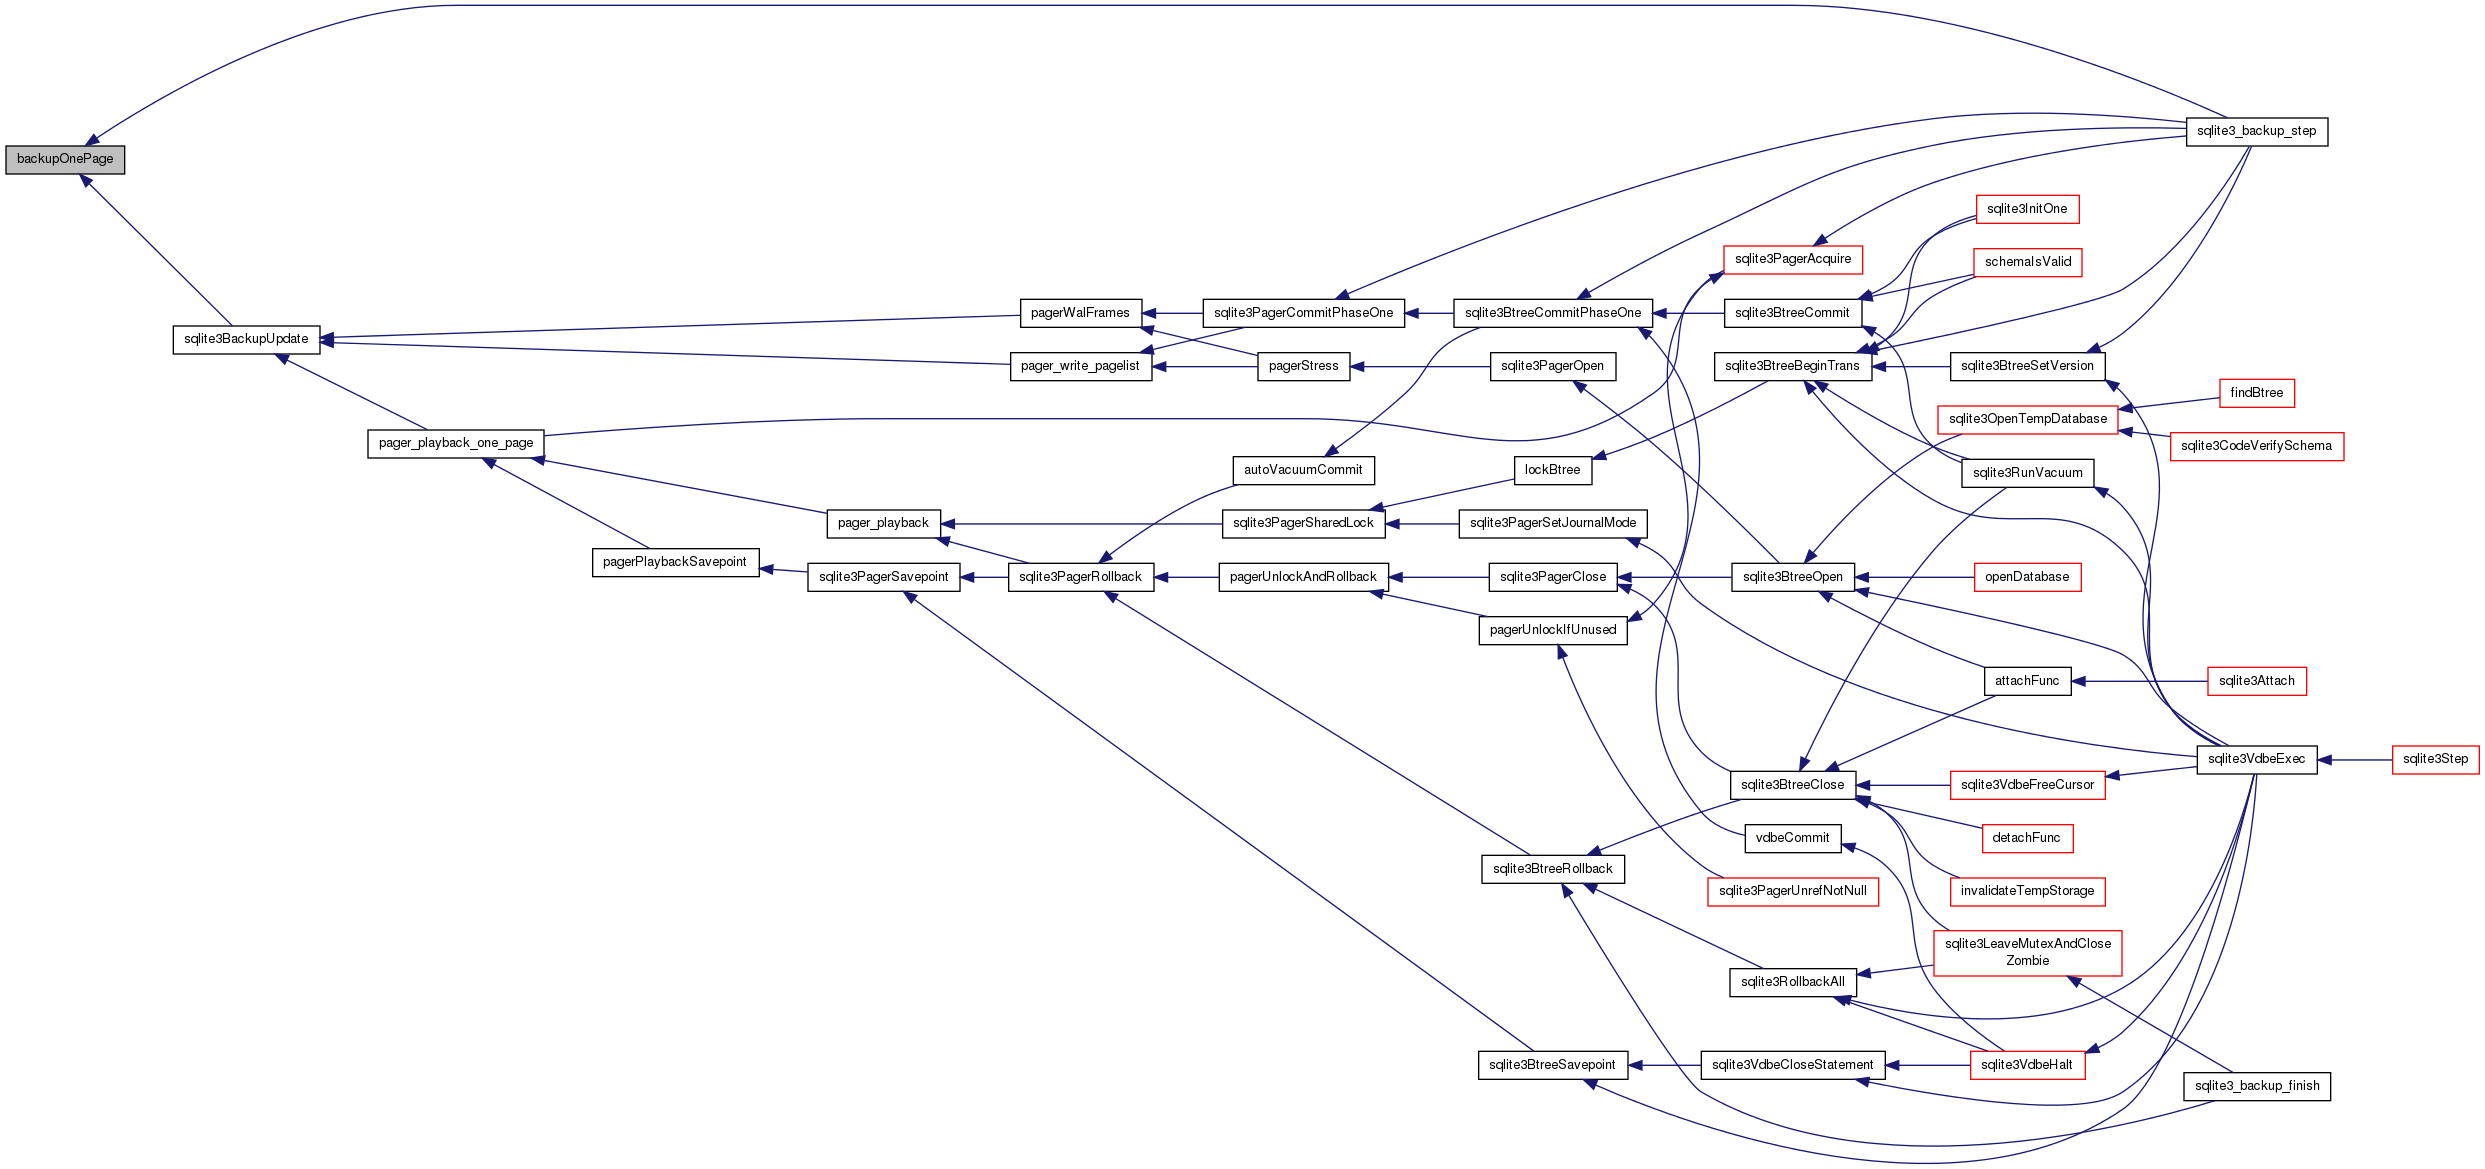 backupOnePage
sqlite3BackupUpdate
pager_playback_one_page
pagerPlaybackSavepoint
pager_playback
sqlite3PagerSavepoint
pagerWalFrames
pager_write_pagelist
sqlite3PagerRollback
sqlite3PagerCommitPhaseOne
pagerStress
autoVacuumCommit
sqlite3PagerSharedLock
pagerUnlockAndRollback
sqlite3BtreeCommitPhaseOne
sqlite3PagerOpen
lockBtree
sqlite3PagerSetJournalMode
sqlite3PagerClose
pagerUnlockIfUnused
sqlite3BtreeRollback
sqlite3BtreeSavepoint
sqlite3PagerAcquire
sqlite3BtreeCommit
sqlite3BtreeBeginTrans
sqlite3BtreeOpen
sqlite3BtreeClose
vdbeCommit
sqlite3PagerUnrefNotNull
sqlite3RollbackAll
sqlite3VdbeCloseStatement
sqlite3InitOne
schemaIsValid
sqlite3BtreeSetVersion
sqlite3OpenTempDatabase
sqlite3RunVacuum
openDatabase
attachFunc
sqlite3VdbeFreeCursor
detachFunc
invalidateTempStorage
sqlite3LeaveMutexAndClose
Zombie
sqlite3VdbeHalt
sqlite3_backup_step
findBtree
sqlite3CodeVerifySchema
sqlite3Attach
sqlite3VdbeExec
sqlite3_backup_finish
sqlite3Step